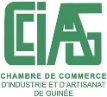 CCIAG
CHAMBRE DE COMMERCE
D'INDUSTRIE ET D'ARTISANAT
DE GUINÉE